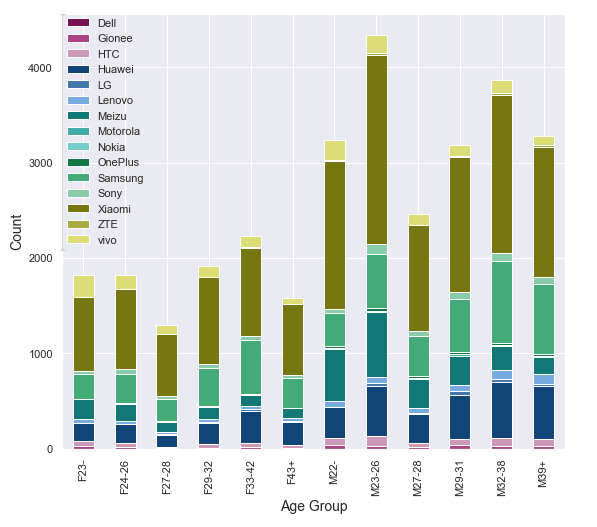 Dell
Gionee
HTC
Huawei
LG
Lenovo
Meizu
Motorola
Nokia
OnePlus
Samsung
Sony
Xiaomi
ZTE
vivo
4000
3000
2000
1000
0
Count
F23-
F24-26
F27-28
F29-32
F33-42
F43+
M22-
M23-26
M27-28
M29-31
M32-38
M39+
Age Group